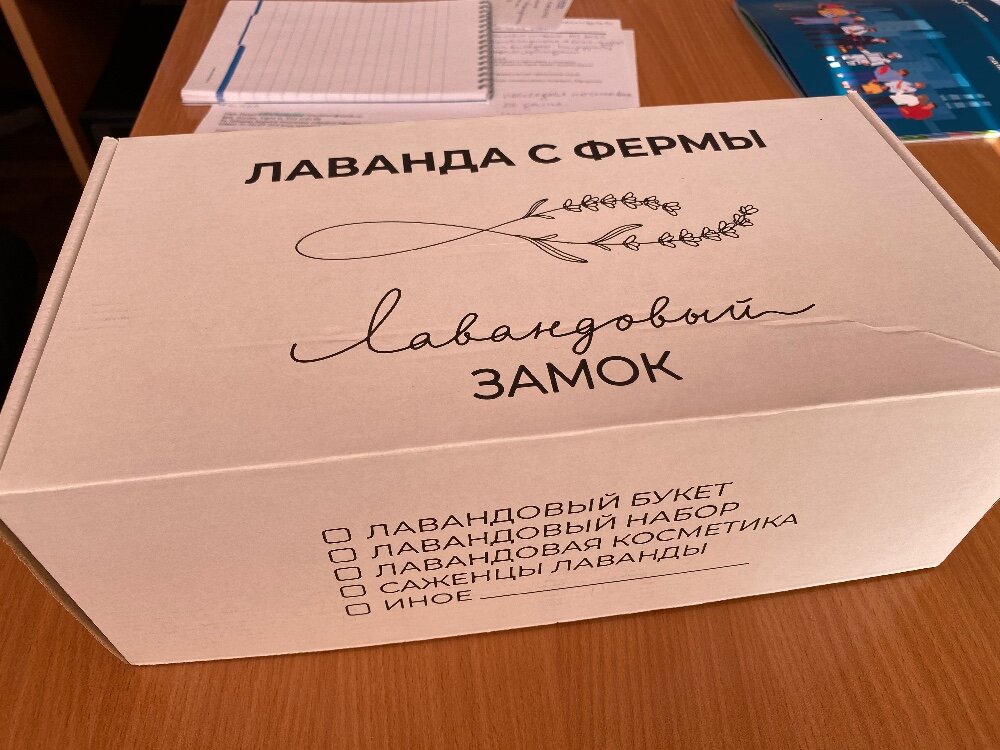 ЛАВАНДА С ФЕРМЫ
Лавандовый
ЗАМОК
ЛАВАНДОВЫЙ БУКЕТ
ЛАВАНДОВЫЙ НАБОР
ЛАВАНДОВАЯ КОСМЕТИКА
САЖЕНЦЫ ЛАВАНДЫ
ИНОЕ